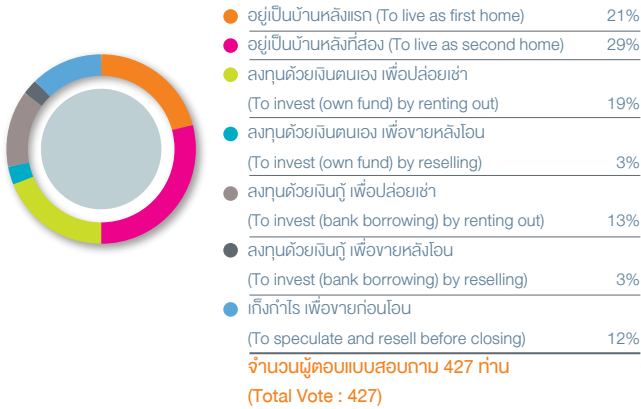 อยู่เป็นบ้านหลังแรก (To live as first home) 21%
อยู่เป็นบ้านหลังที่สอง (To live as second home) 29%
ลงทุนด้วยเงินตนเอง เพื่อปล่อยเช่า
(To invest (own fund) by renting out) 19%
ลงทุนด้วยเงินตนเอง เพื่อขายหลังโอน
(To invest (own fund) by reselling) 3%
ลงทุนด้วยเงินกู้ เพื่อปล่อยเช่า
(To invest (bank borrowing) by renting out) 13%
ลงทุนด้วยเงินกู้ เพื่อขายหลังโอน
(To invest (bank borrowing) by reselling) 3%
เก็งกำไร เพื่อขายก่อนโอน
(To speculate and resell before closing) 12%
จำนวนผู้ตอบแบบสอบถาม 427 ท่าน
(Total Vote : 427)